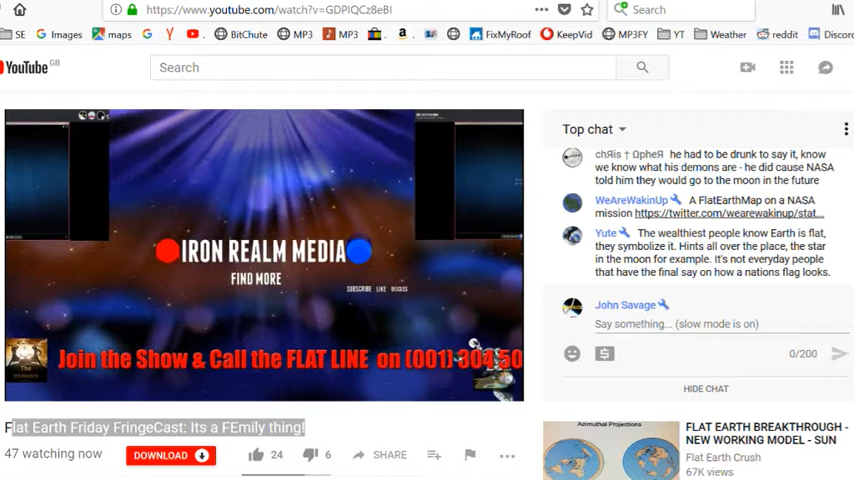 https://www.youtube.com/watch?v=GDPIQCz8eBI
Search
SE
Images
maps
BitChute
MP3
MP3
FixMyRoof
KeepVid
MP3FY
YT
Weather
reddit
Discord
YouTube GB
Search
Top chat
chЯis † ΩpheЯ he had to be drunk to say it, know
we know what his demons are - he did cause NASA
told him they would go to the moon in the future
WeAreWakinUp A FlatEarthMap on a NASA
mission https://twitter.com/wearewakinup/stat...
Yute The wealthiest people know Earth is flat,
they symbolize it. Hints all over the place, the star
in the moon for example. It's not everyday people
that have the final say on how a nations flag looks.
John Savage
Say something... (slow mode is on)
0/200
HIDE CHAT
IRON REALM MEDIA
FIND MORE
SUBSCRIBE LIKE DISCUSS
Join the Show & Call the FLAT LINE on (001) 304 50
Flat Earth Friday FringeCast: Its a FEmily thing!
47 watching now
DOWNLOAD
24
6
SHARE
Azimuthal Projections
FLAT EARTH BREAKTHROUGH -
NEW WORKING MODEL - SUN
Flat Earth Crush
67K views